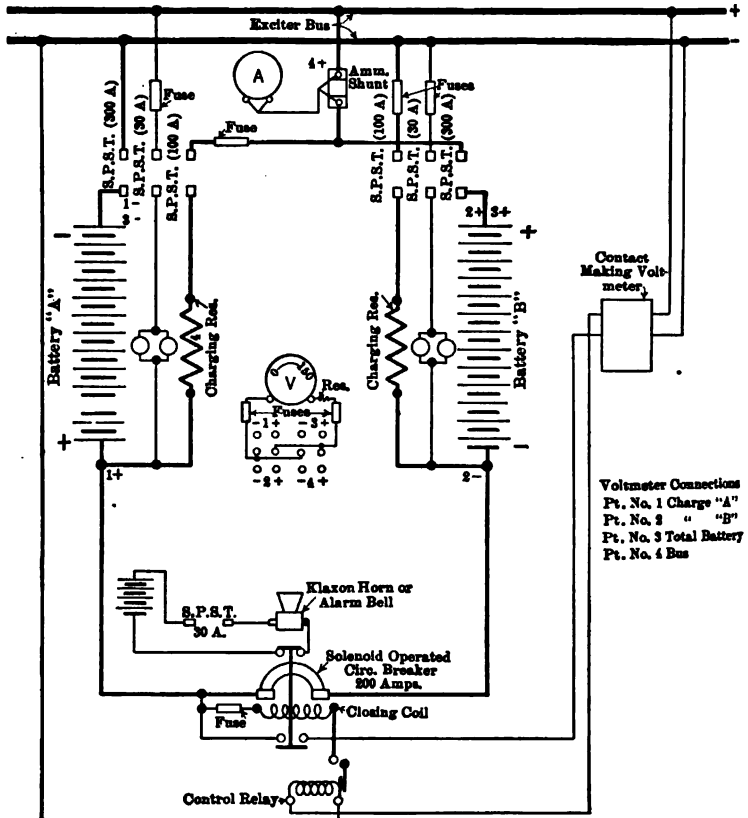 +
Exciter Bus
-
A
4+
Amm.
Shunt
Fuse
Fuse
Fuses
S.P.S.T. (300 A)
S.P.S.T. (30 A)
S.P.S.T. (100 A)
S.P.S.T. (100 A)
S.P.S.T. (30 A)
S.P.S.T. (300 A)
1 -
3 -
2+ 3+
-
+
Battery "A"
Charging Res.
Charging Res.
Battery "B"
+
-
1+
2-
Contact
Making Volt-
meter
0 150
V
Res.
Fuses
-1+ -3+
-2+ -4+
Voltmeter Connections
Pt. No. 1 Charge "A"
Pt. No. 2 " "B"
Pt. No. 3 Total Battery
Pt. No. 4 Bus
S.P.S.T.
30 A.
Klaxon Horn or
Alarm Bell
Solenoid Operated
Circ. Breaker
200 Amps.
Fuse
Closing Coil
Control Relay